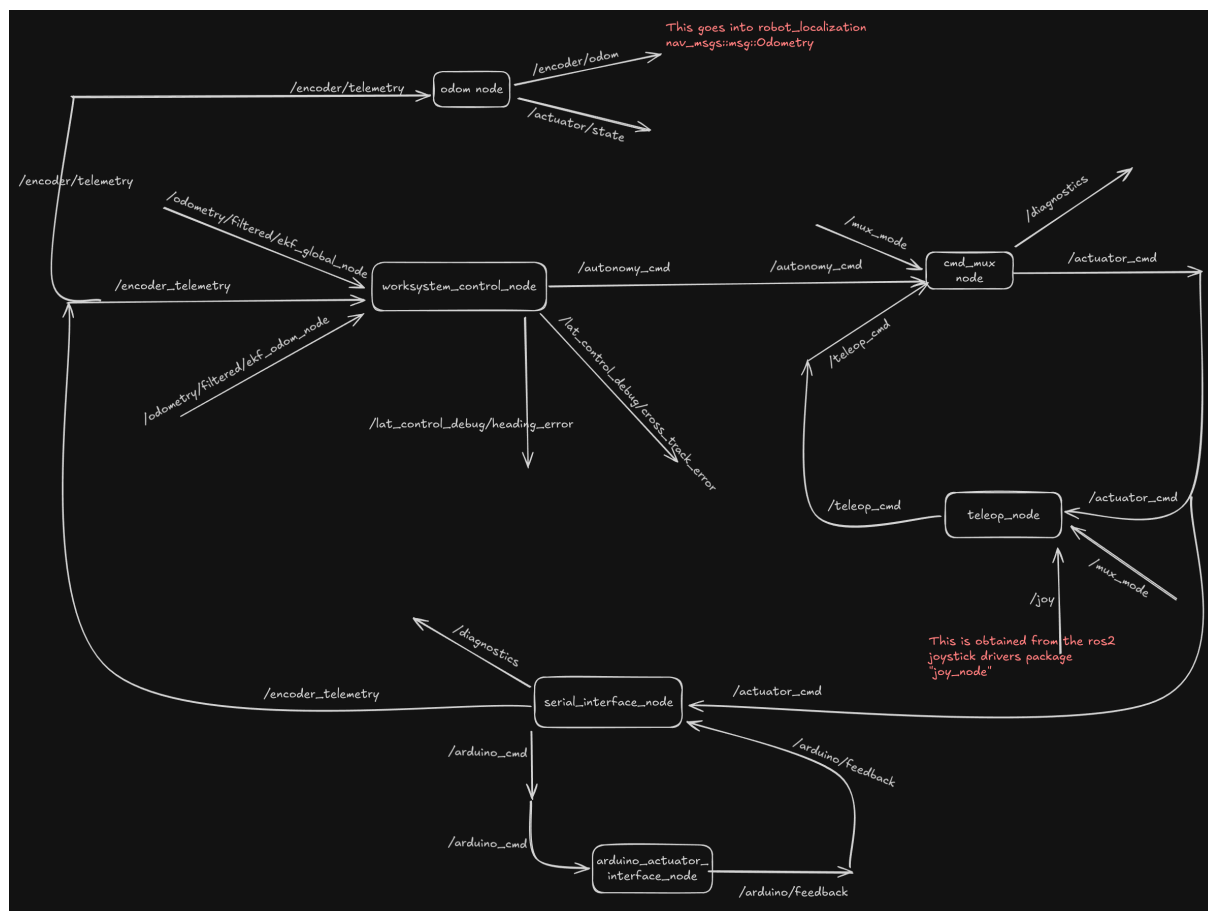 This goes into robot_localization
nav_msgs::msg::Odometry
/encoder/odom
/encoder/telemetry
odom node
/actuator/state
/encoder/telemetry
/odometry/filtered/ekf_global_node
/mux_mode
/diagnostics
/encoder_telemetry
worksystem_control_node
/autonomy_cmd
/autonomy_cmd
cmd_mux
node
/actuator_cmd
/odometry/filtered/ekf_odom_node
/lat_control_debug/cross_track_error
/teleop_cmd
/lat_control_debug/heading_error
/teleop_cmd
teleop_node
/actuator_cmd
/mux_mode
/joy
This is obtained from the ros2
joystick drivers package
"joy_node"
/diagnostics
/encoder_telemetry
serial_interface_node
/actuator_cmd
/arduino_cmd
/arduino/feedback
/arduino_cmd
arduino_actuator_
interface_node
/arduino/feedback